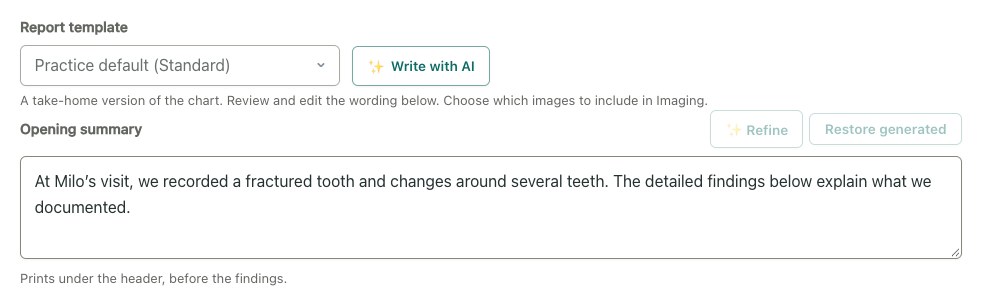 Report template
Practice default (Standard)
✨ Write with AI
A take-home version of the chart. Review and edit the wording below. Choose which images to include in Imaging.
Opening summary
✨ Refine
Restore generated
At Milo’s visit, we recorded a fractured tooth and changes around several teeth. The detailed findings below explain what we
documented.
Prints under the header, before the findings.